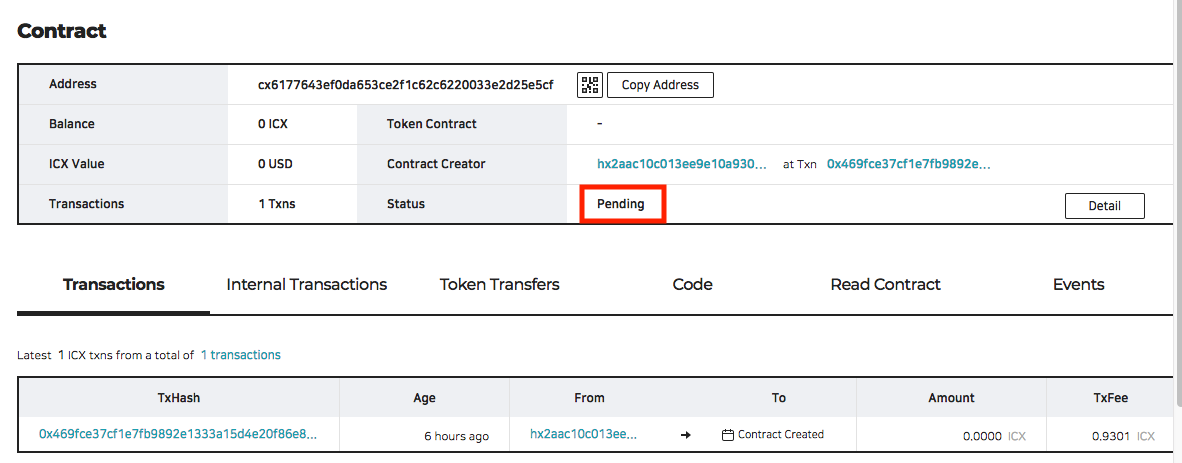 Contract
Address cx6177643ef0da653ce2f1c62c6220033e2d25e5cf Copy Address
Balance 0 ICX Token Contract -
ICX Value 0 USD Contract Creator hx2aac10c013ee9e10a930... at Txn 0x469fce37cf1e7fb9892e...
Transactions 1 Txns Status Pending Detail
Transactions Internal Transactions Token Transfers Code Read Contract Events
Latest 1 ICX txns from a total of 1 transactions
TxHash Age From To Amount TxFee
0x469fce37cf1e7fb9892e1333a15d4e20f86e8... 6 hours ago hx2aac10c013ee... → Contract Created 0.0000 ICX 0.9301 ICX